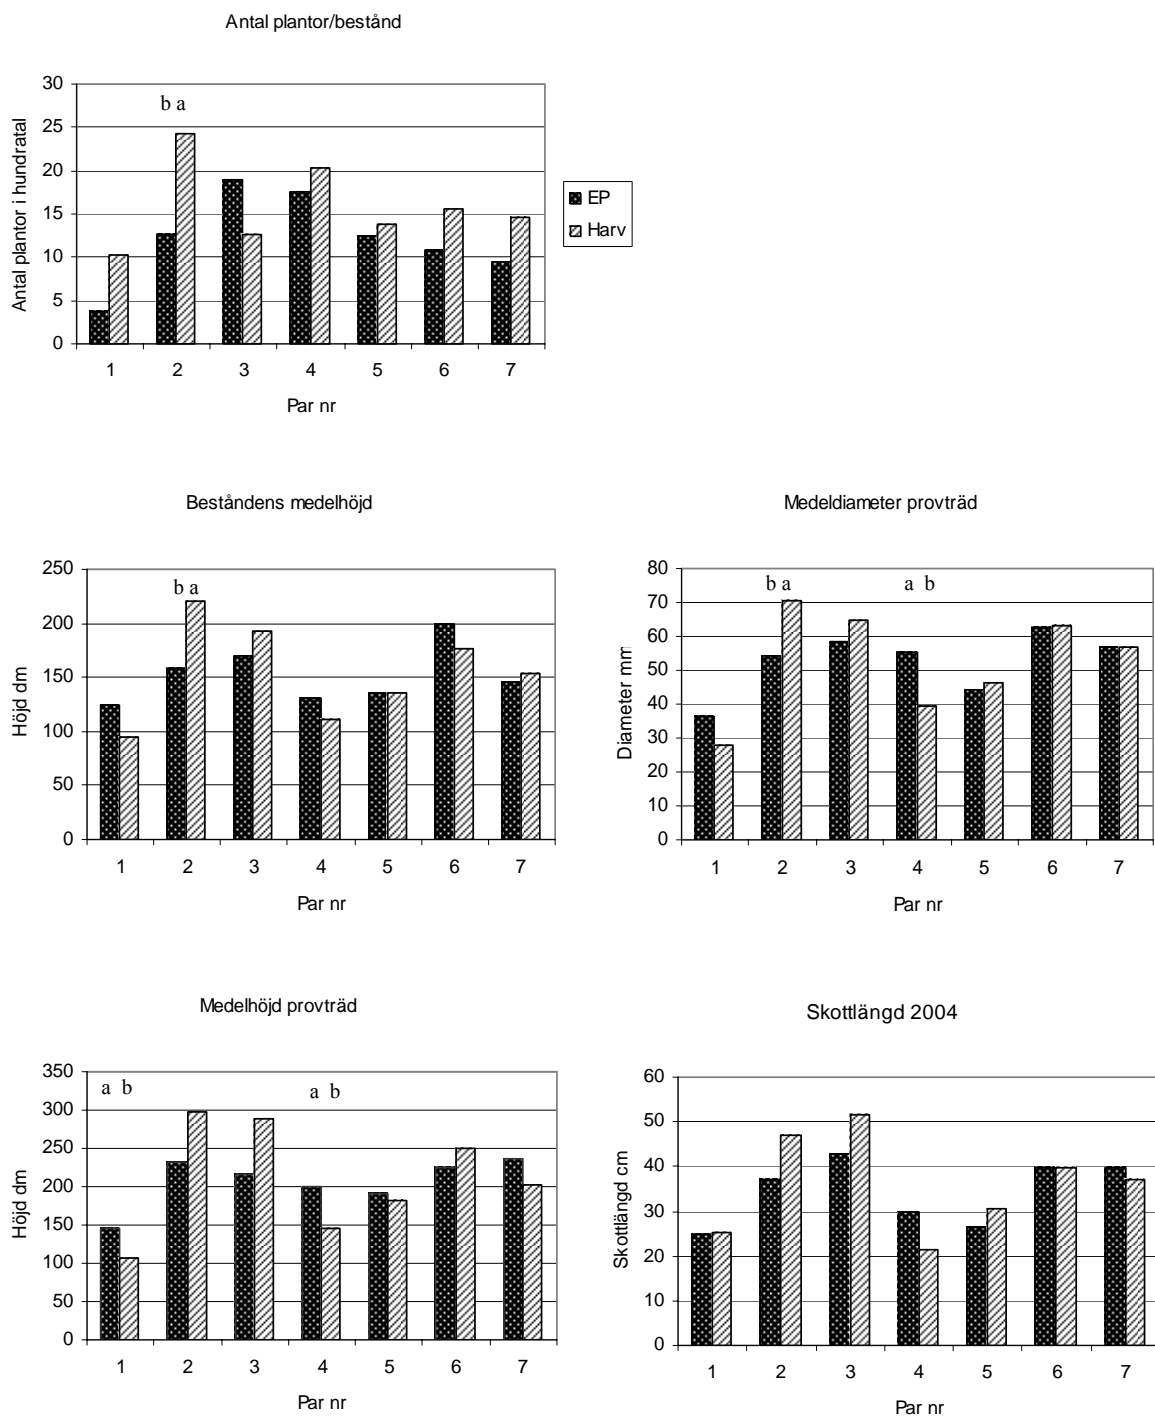 Antal plantor/bestånd
Antal plantor i hundratal
30
25
20
15
10
5
0
b a
1 2 3 4 5 6 7
Par nr
EP
Harv
Beståndens medelhöjd
Höjd dm
250
200
150
100
50
0
b a
1 2 3 4 5 6 7
Par nr
Medeldiameter provträd
Diameter mm
80
70
60
50
40
30
20
10
0
b a a b
1 2 3 4 5 6 7
Par nr
Medelhöjd provträd
Höjd dm
350
300
250
200
150
100
50
0
a b a b
1 2 3 4 5 6 7
Par nr
Skottlängd 2004
Skottlängd cm
60
50
40
30
20
10
0
1 2 3 4 5 6 7
Par nr